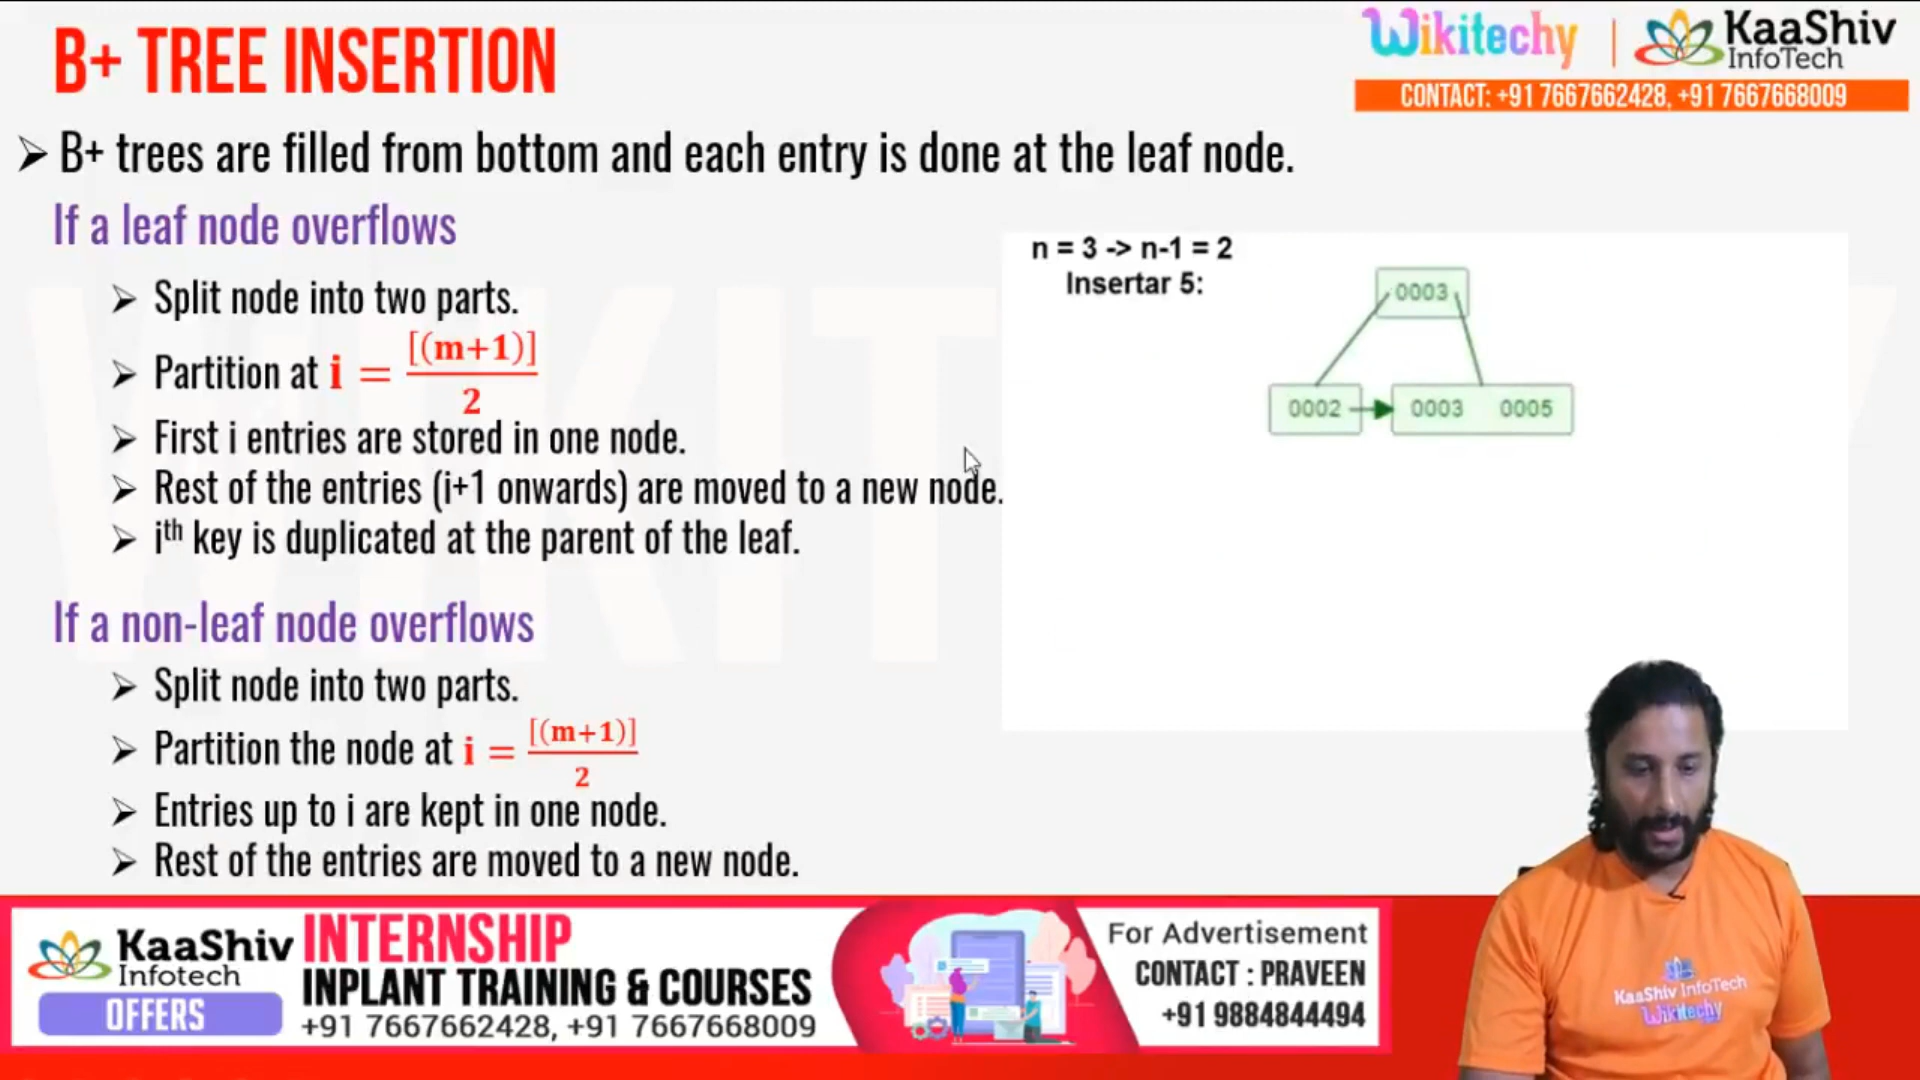 B+ TREE INSERTION
Wikitechy | KaaShiv InfoTech
CONTACT: +91 7667662428, +91 7667668009
➢ B+ trees are filled from bottom and each entry is done at the leaf node.
If a leaf node overflows
➢ Split node into two parts.
➢ Partition at i = [(m+1)] / 2
➢ First i entries are stored in one node.
➢ Rest of the entries (i+1 onwards) are moved to a new node.
➢ ith key is duplicated at the parent of the leaf.
If a non-leaf node overflows
➢ Split node into two parts.
➢ Partition the node at i = [(m+1)] / 2
➢ Entries up to i are kept in one node.
➢ Rest of the entries are moved to a new node.
n = 3 -> n-1 = 2
Insertar 5:
0003
0002 0003 0005
WIKIT
KaaShiv Infotech
OFFERS
INTERNSHIP
INPLANT TRAINING & COURSES
+91 7667662428, +91 7667668009
For Advertisement
CONTACT : PRAVEEN
+91 9884844494
KaaShiv InfoTech
Wikitechy